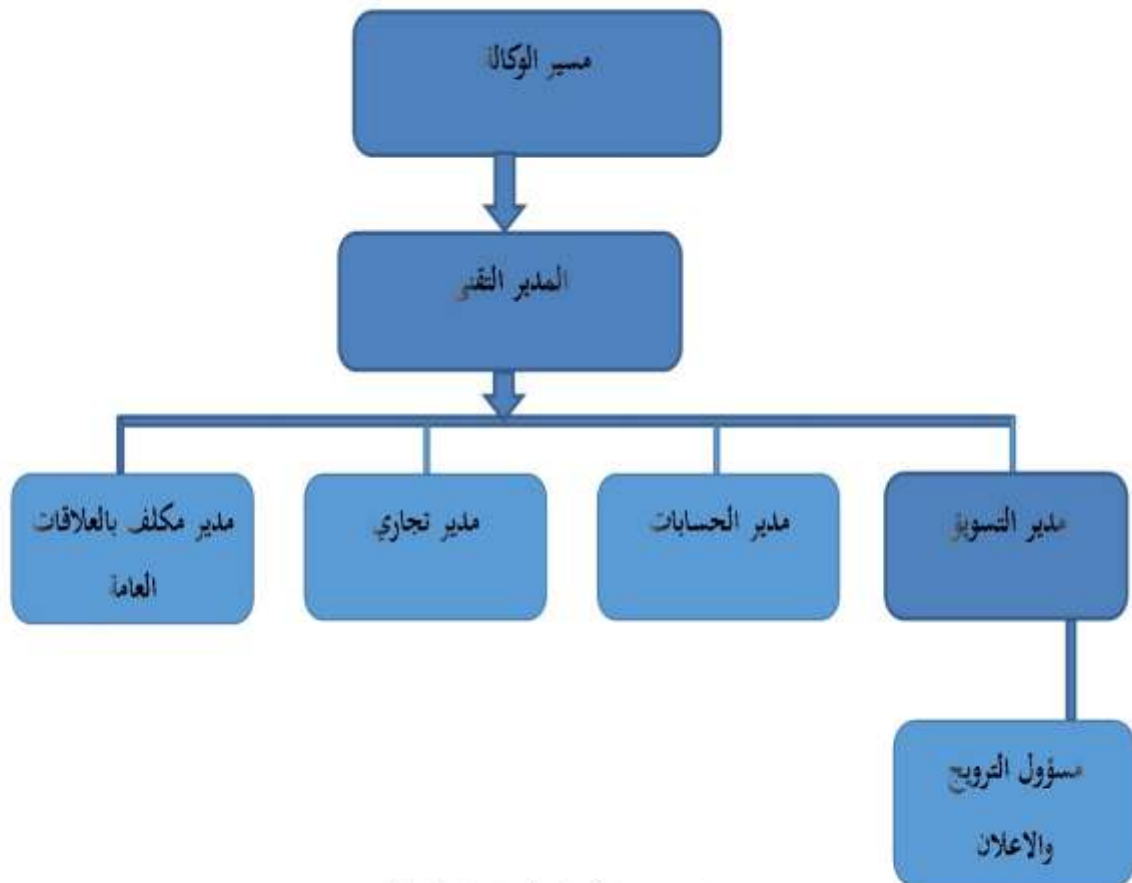 مسير الوكالة
المدير التقني
مدير التسويق
مدير الحسابات
مدير تجاري
مدير مكلف بالعلاقات
العامة
مسؤول الترويج
والاعلان